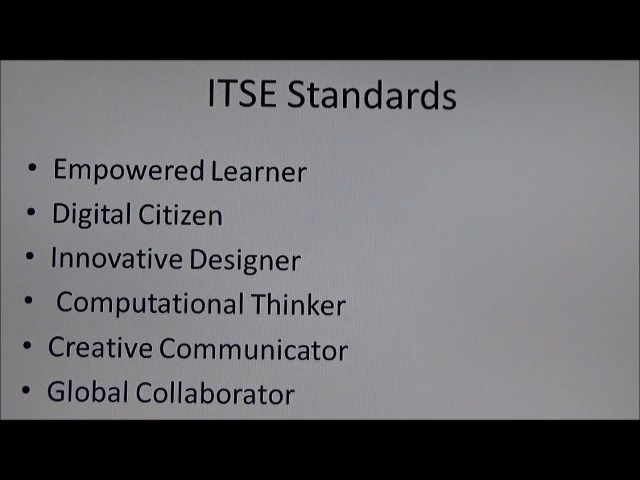 ITSE Standards
• Empowered Learner
• Digital Citizen
• Innovative Designer
• Computational Thinker
• Creative Communicator
• Global Collaborator